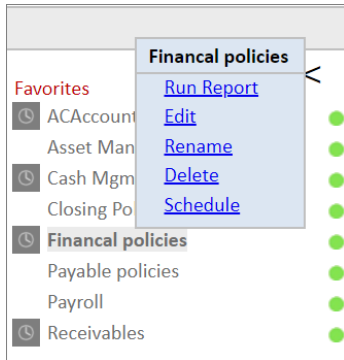 Financal policies
Run Report
Edit
Rename
Delete
Schedule
<
Favorites
ACAccount
Asset Man
Cash Mgm
Closing Po
Financal policies
Payable policies
Payroll
Receivables